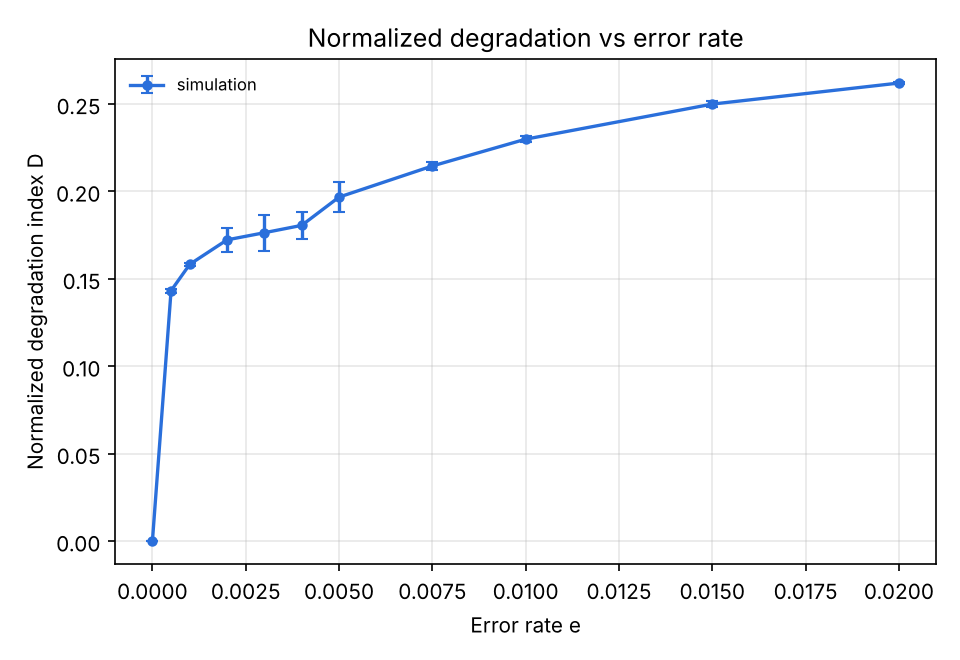 Normalized degradation vs error rate
simulation
Normalized degradation index D
0.25
0.20
0.15
0.10
0.05
0.00
0.0000 0.0025 0.0050 0.0075 0.0100 0.0125 0.0150 0.0175 0.0200
Error rate e